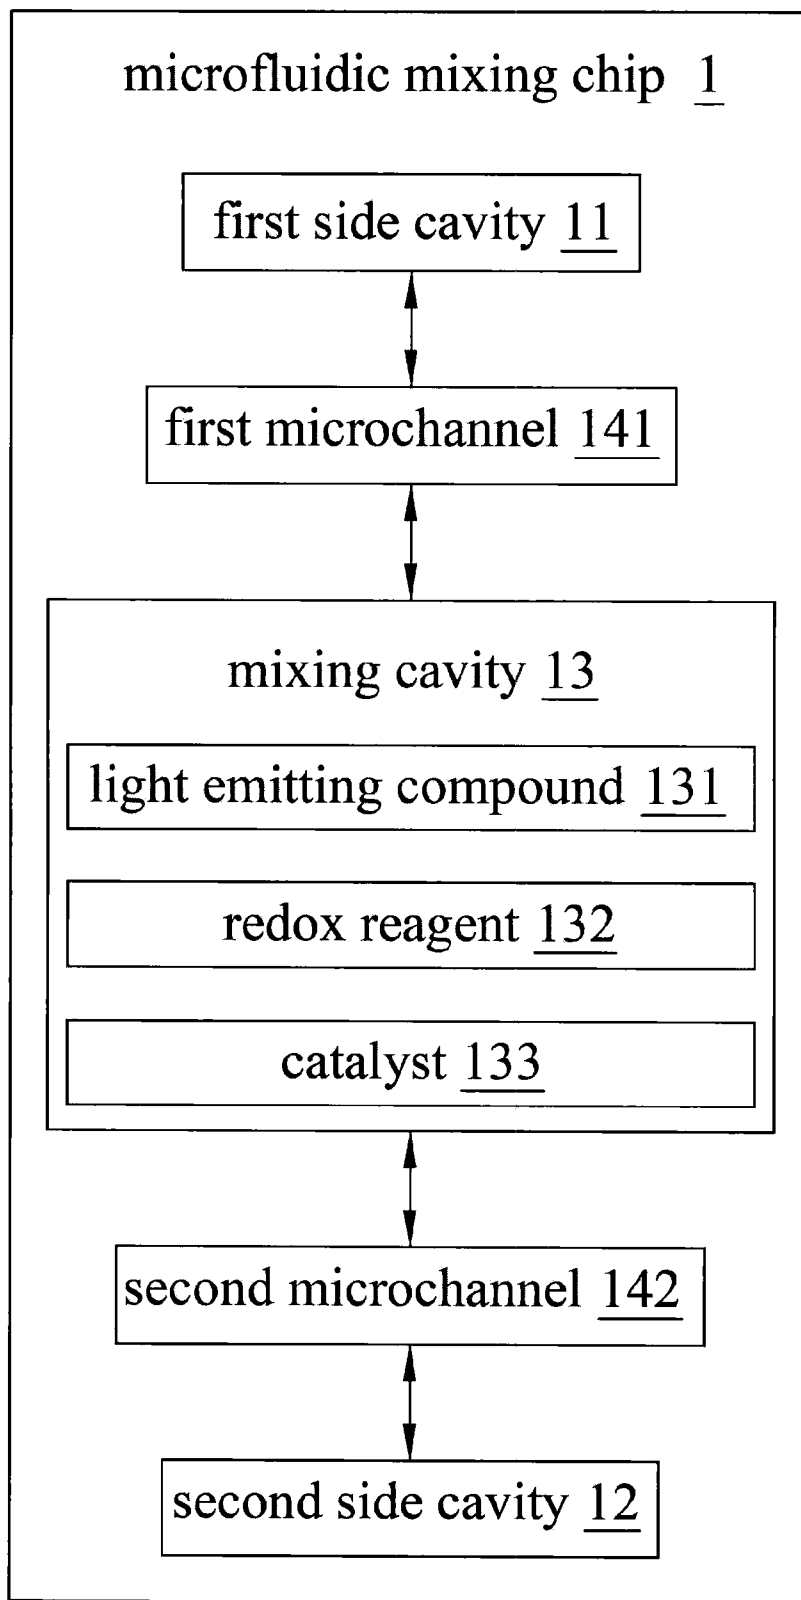 microfluidic mixing chip 1
first side cavity 11
first microchannel 141
mixing cavity 13
light emitting compound 131
redox reagent 132
catalyst 133
second microchannel 142
second side cavity 12